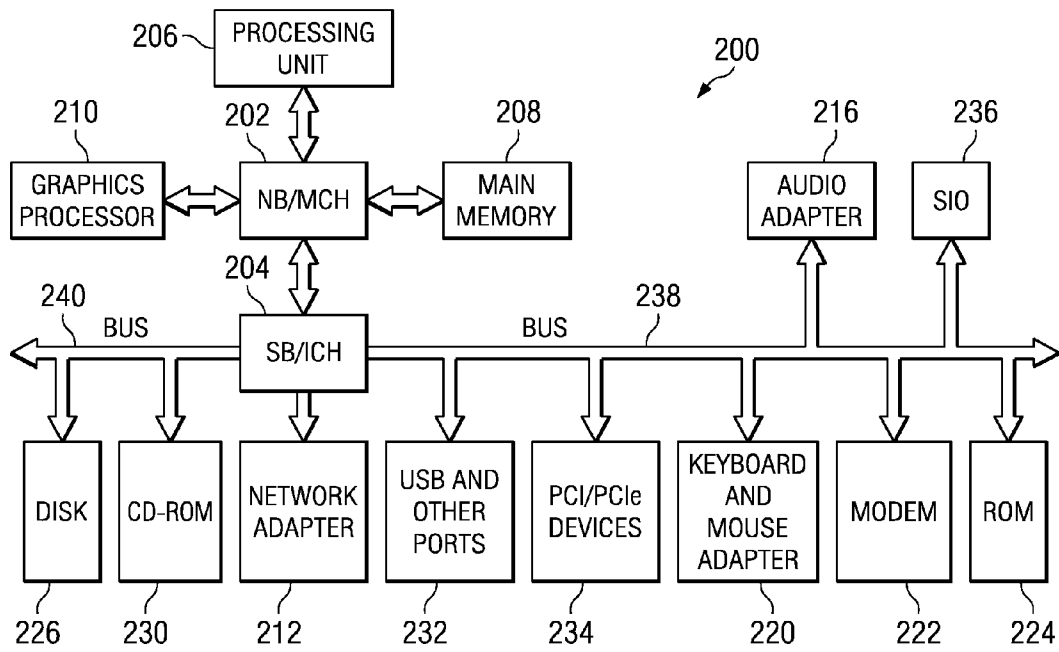 206
PROCESSING
UNIT
200
210
202
208
216
236
GRAPHICS
PROCESSOR
NB/MCH
MAIN
MEMORY
AUDIO
ADAPTER
SIO
204
240
BUS
SB/ICH
BUS
238
DISK
CD-ROM
NETWORK
ADAPTER
USB AND
OTHER
PORTS
PCI/PCIe
DEVICES
KEYBOARD
AND
MOUSE
ADAPTER
MODEM
ROM
226
230
212
232
234
220
222
224